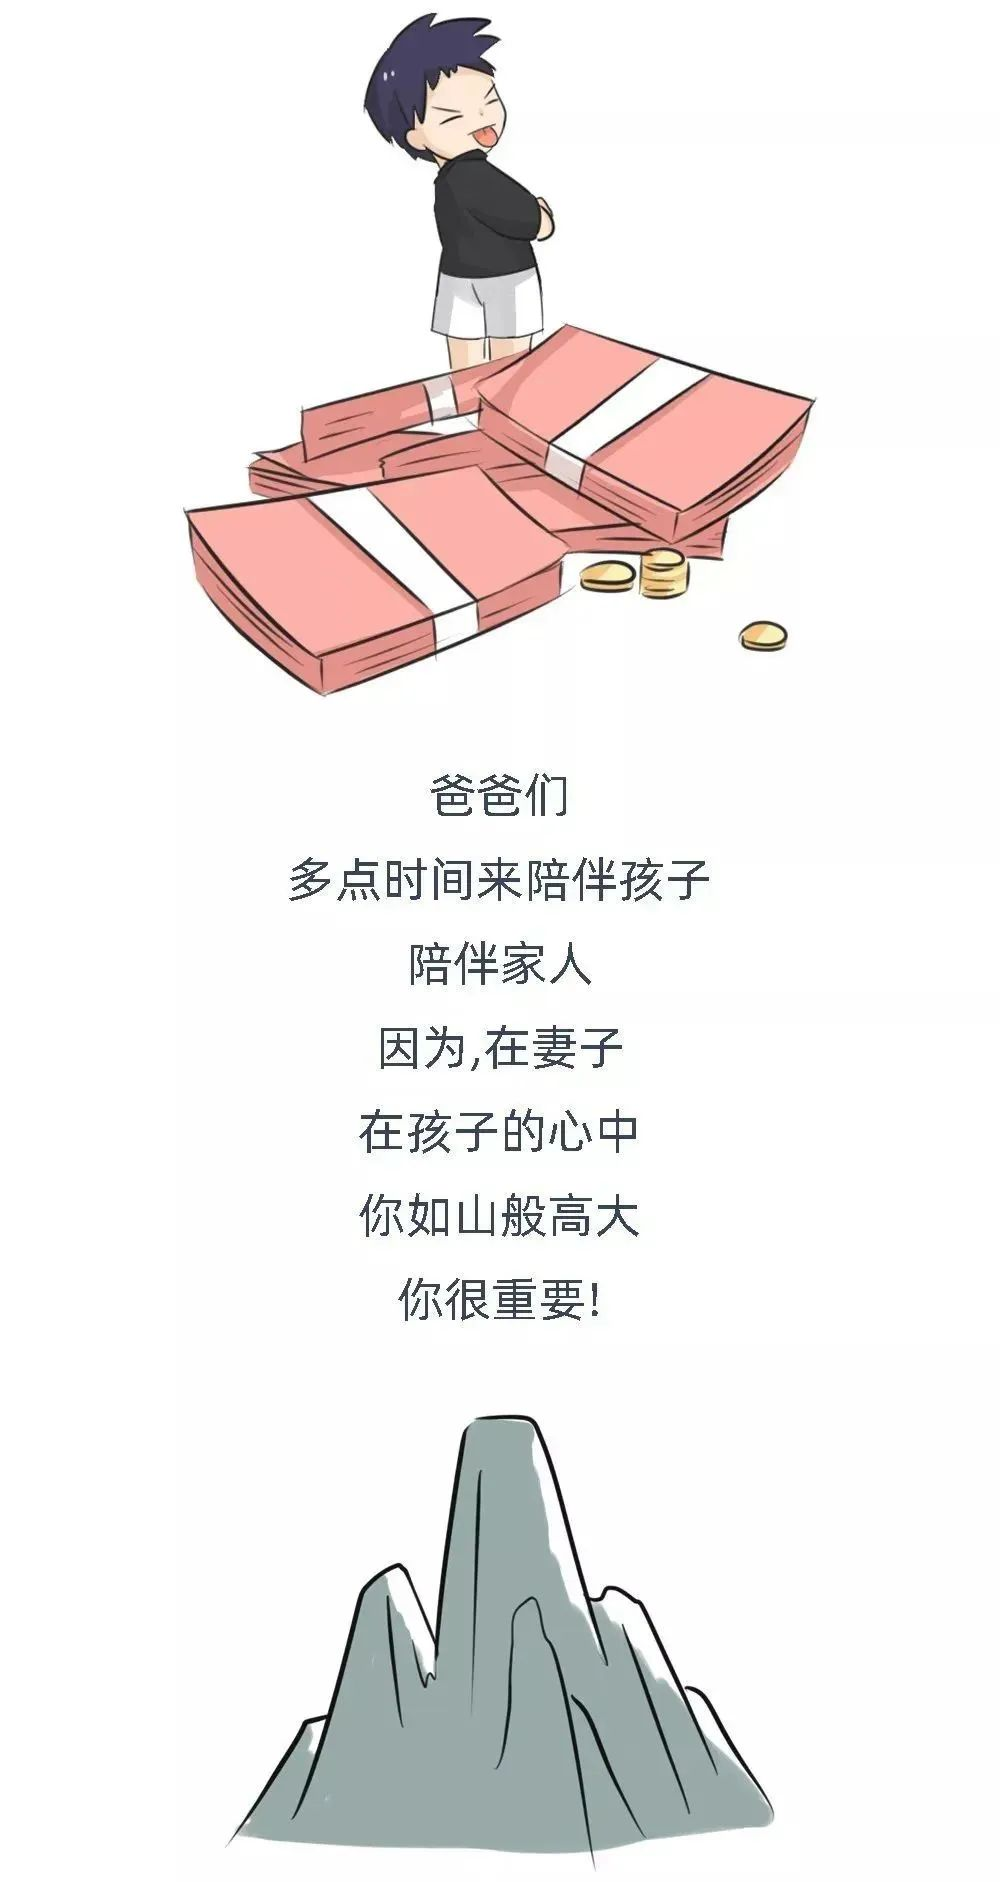 爸爸们
多点时间来陪伴孩子
陪伴家人
因为,在妻子
在孩子的心中
你如山般高大
你很重要!